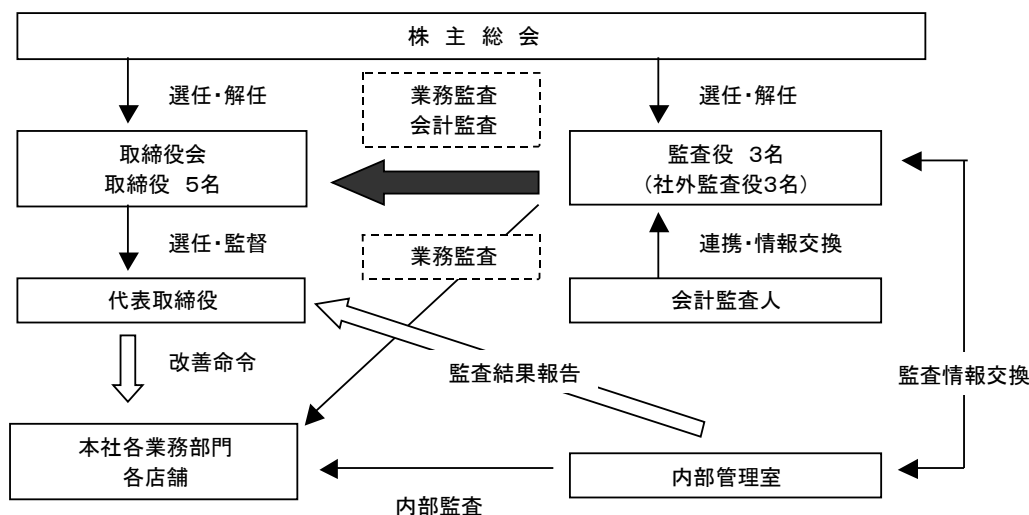 株 主 総 会
選任・解任
業務監査
会計監査
選任・解任
取締役会
取締役 5名
監査役 3名
（社外監査役3名）
選任・監督
業務監査
連携・情報交換
代表取締役
会計監査人
改善命令
監査結果報告
監査情報交換
本社各業務部門
各店舗
内部管理室
内部監査